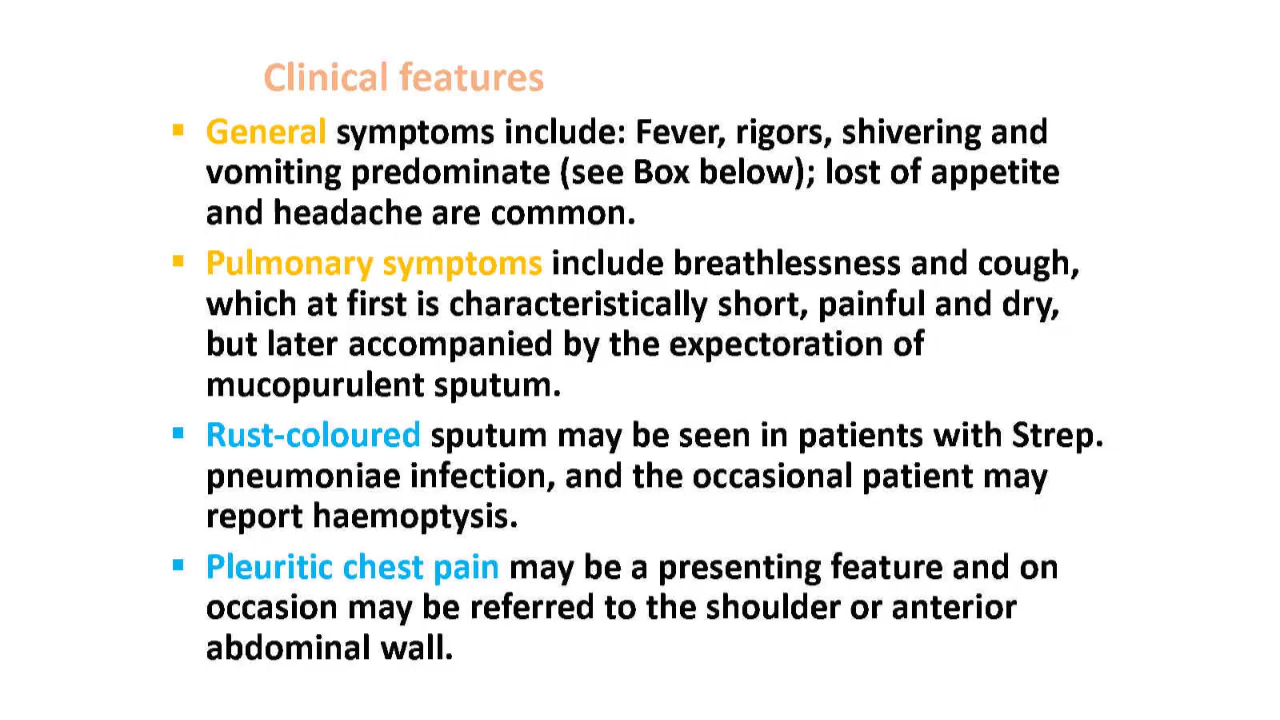 Clinical features
▪ General symptoms include: Fever, rigors, shivering and
vomiting predominate (see Box below); lost of appetite
and headache are common.
▪ Pulmonary symptoms include breathlessness and cough,
which at first is characteristically short, painful and dry,
but later accompanied by the expectoration of
mucopurulent sputum.
▪ Rust-coloured sputum may be seen in patients with Strep.
pneumoniae infection, and the occasional patient may
report haemoptysis.
▪ Pleuritic chest pain may be a presenting feature and on
occasion may be referred to the shoulder or anterior
abdominal wall.